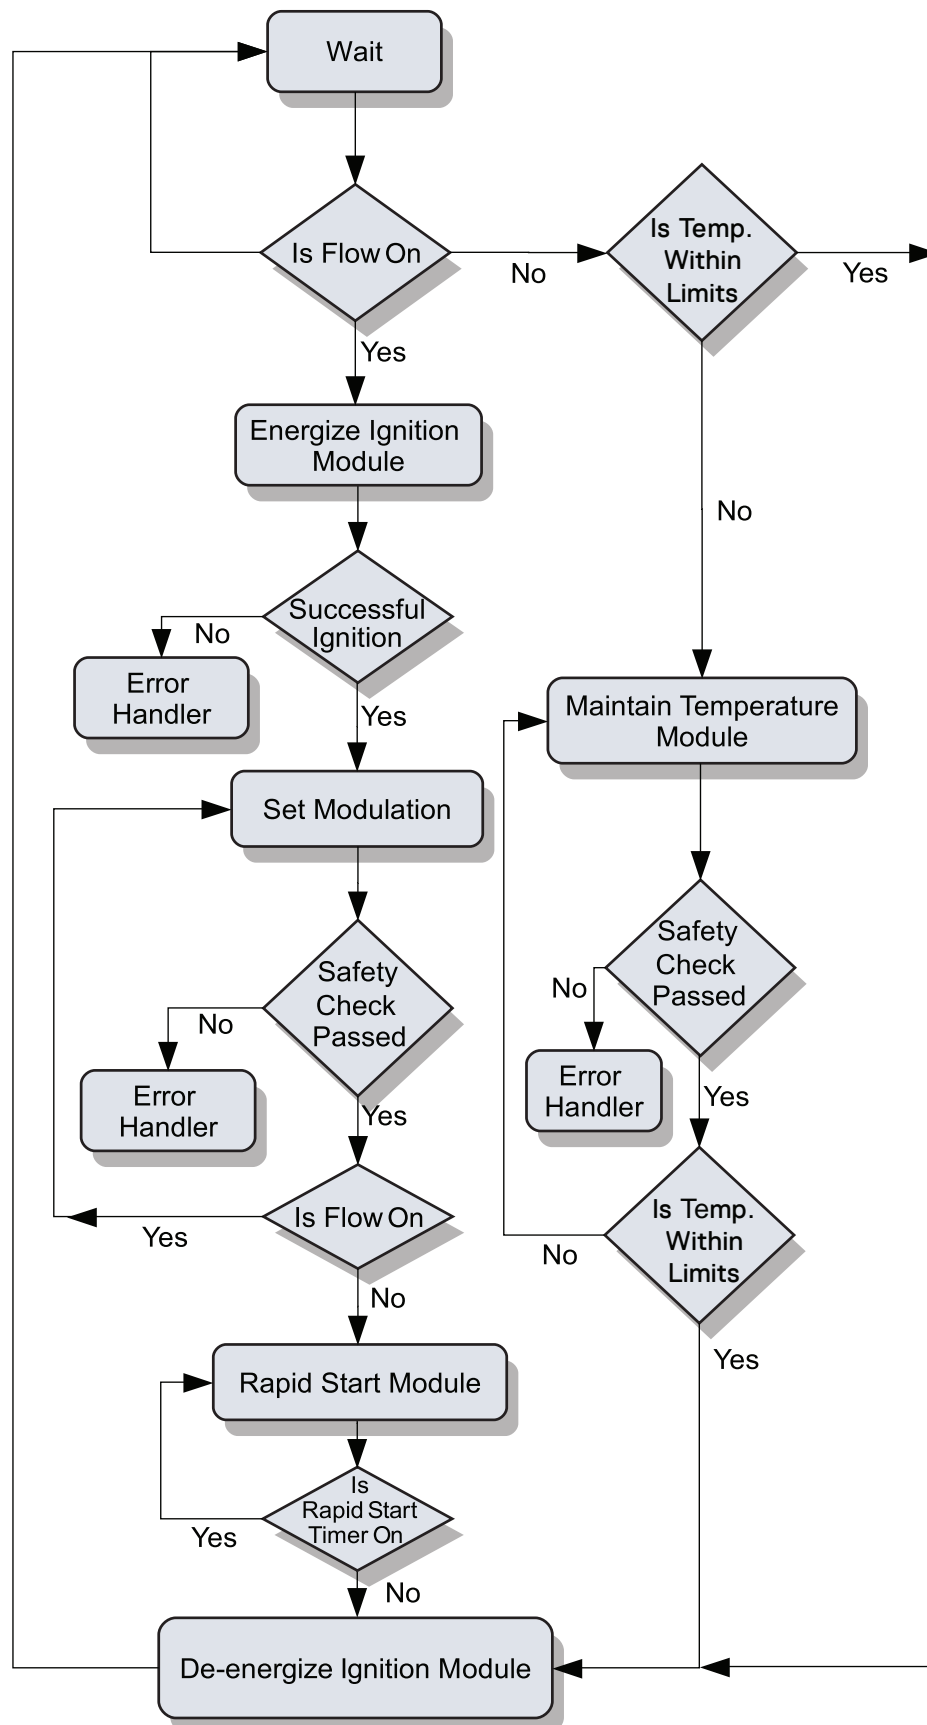 Wait
Is Flow On
No
Is Temp.
Within
Limits
Yes
Yes
Energize Ignition
Module
No
Successful
Ignition
No
Error
Handler
Yes
Maintain Temperature
Module
Set Modulation
Safety
Check
Passed
No
Error
Handler
Yes
Safety
Check
Passed
No
Error
Handler
Yes
Is Flow On
Yes
No
Is Temp.
Within
Limits
No
Yes
Rapid Start Module
Is
Rapid Start
Timer On
Yes
No
De-energize Ignition Module